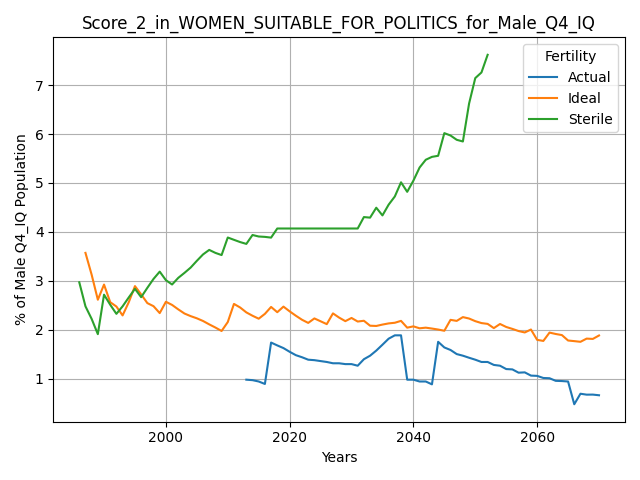 Score_2_in_WOMEN_SUITABLE_FOR_POLITICS_for_Male_Q4_IQ
% of Male Q4_IQ Population
7
6
5
4
3
2
1
Fertility
Actual
Ideal
Sterile
2000 2020 2040 2060
Years